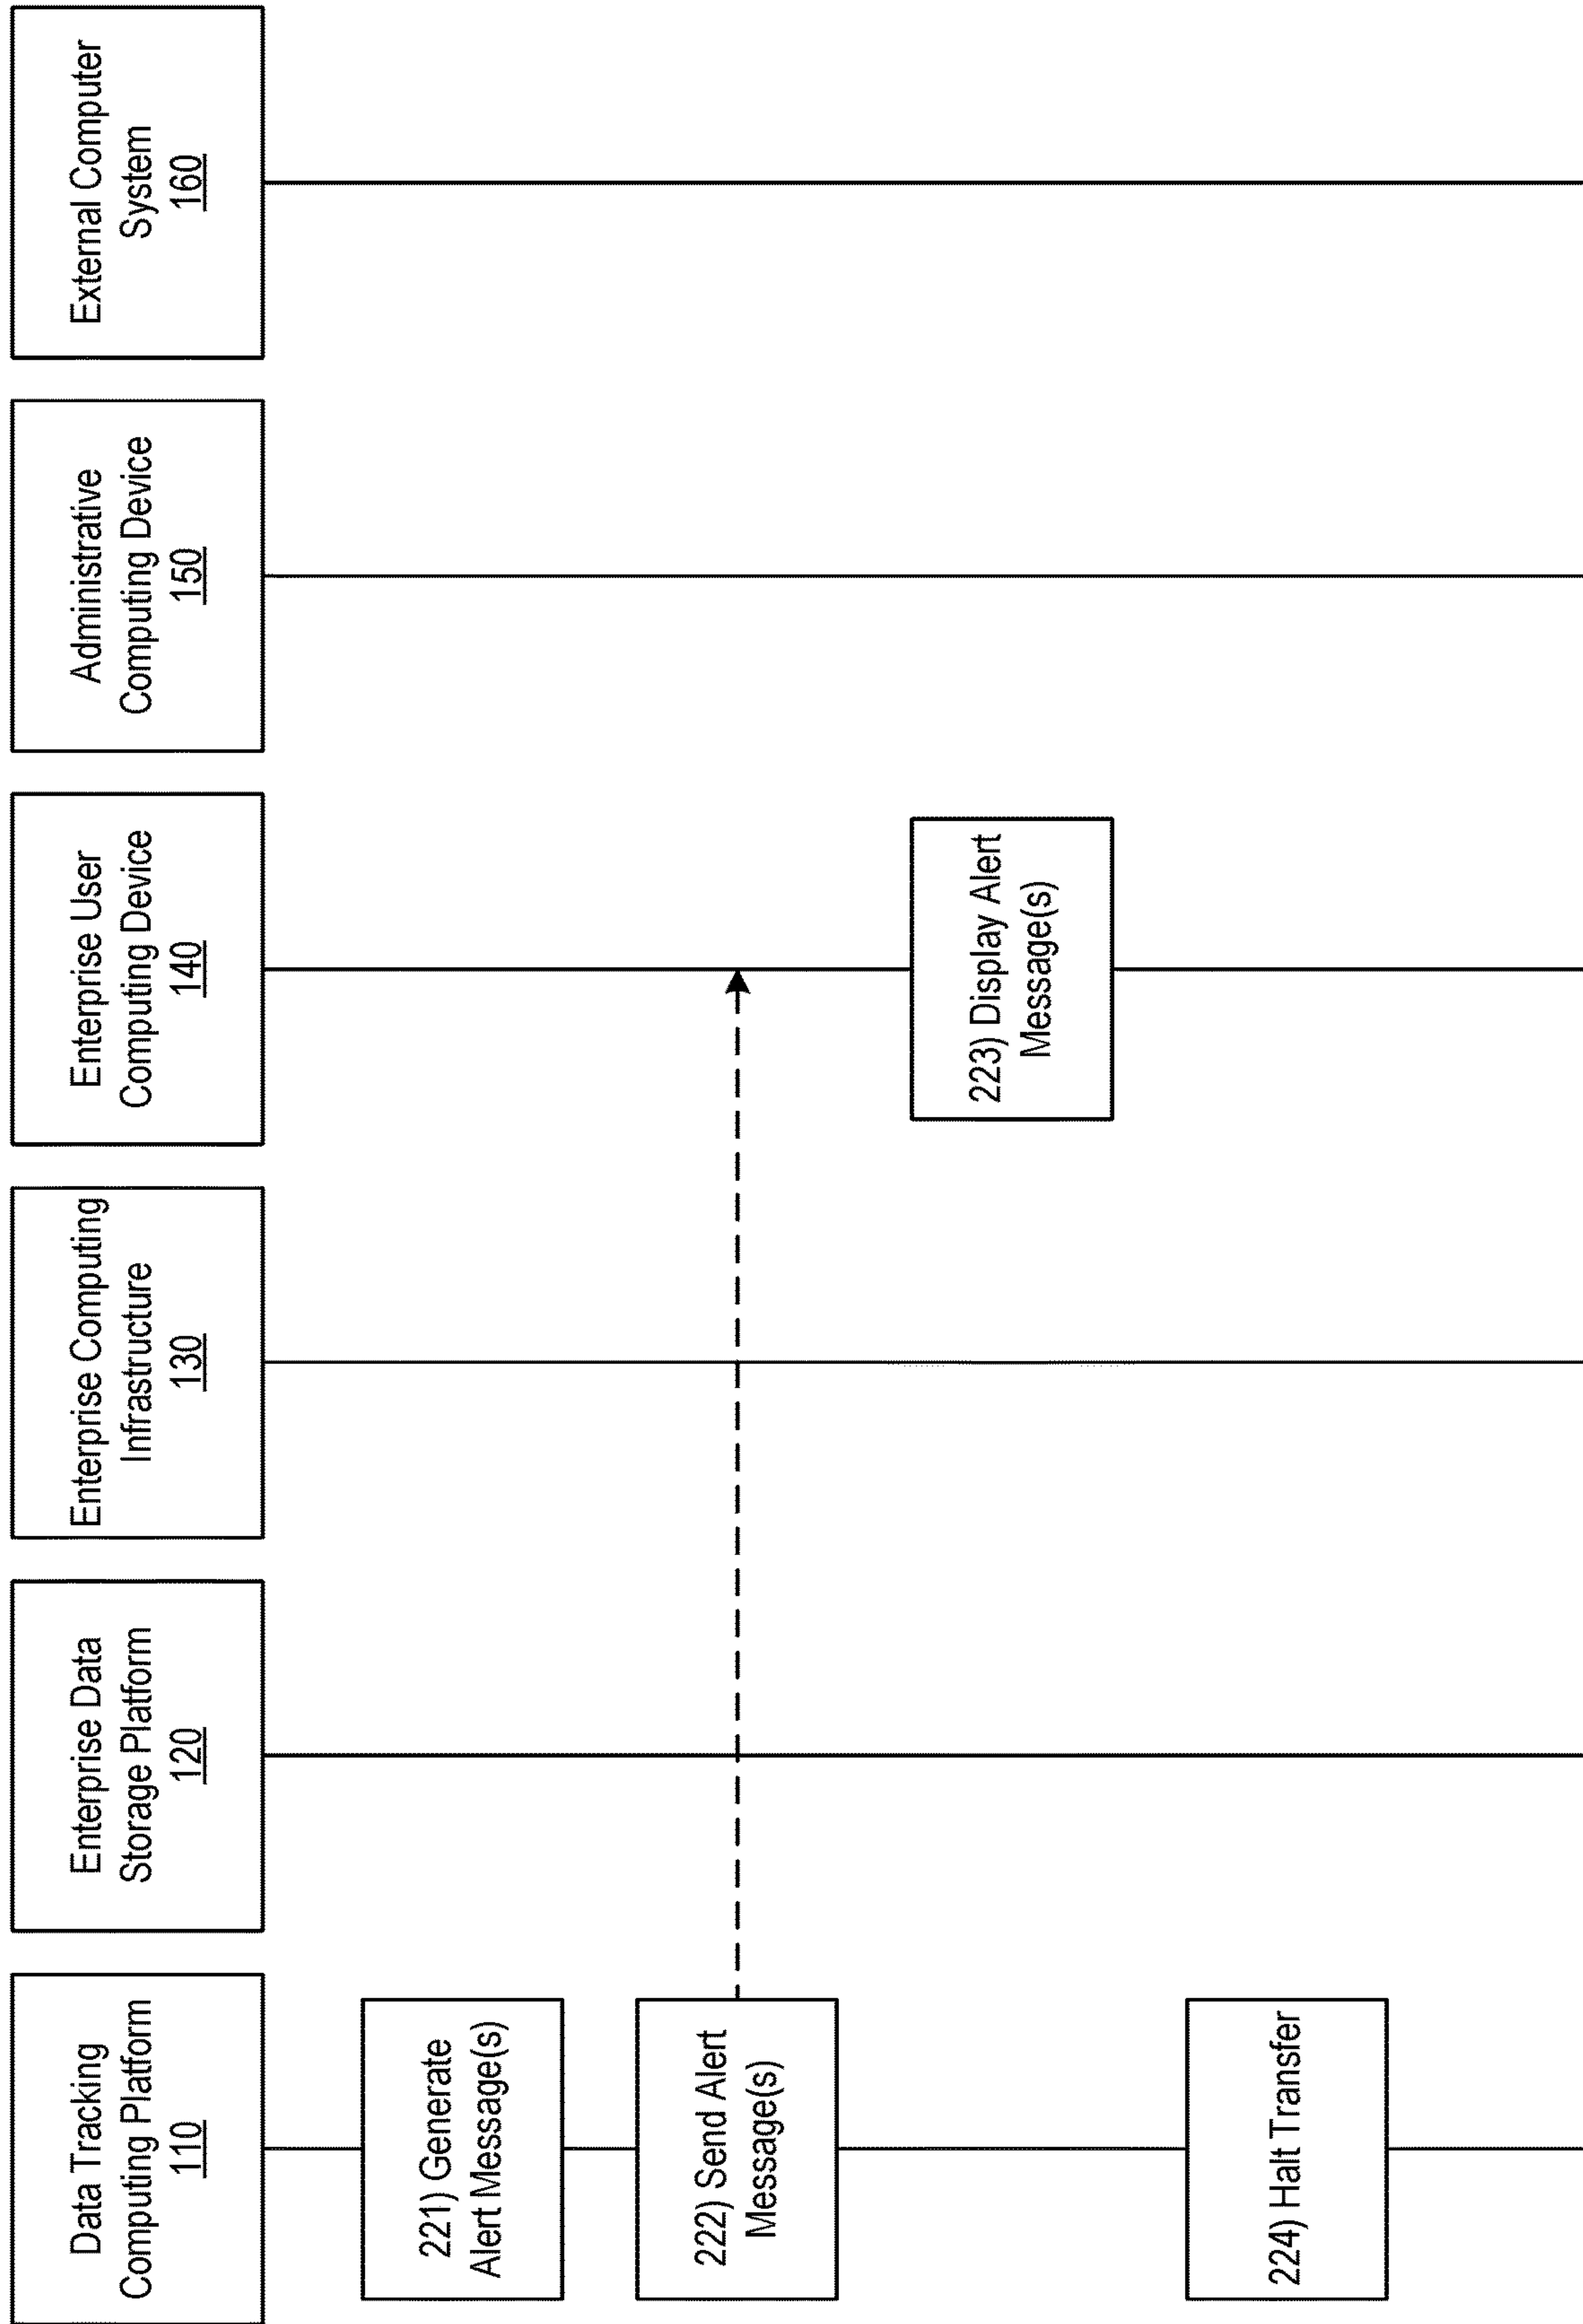 Data Tracking
Computing Platform
110
Enterprise Data
Storage Platform
120
Enterprise Computing
Infrastructure
130
Enterprise User
Computing Device
140
Administrative
Computing Device
150
External Computer
System
160
221) Generate
Alert Message(s)
222) Send Alert
Message(s)
223) Display Alert
Message(s)
224) Halt Transfer